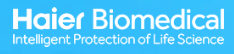 Haier Biomedical
Intelligent Protection of Life Science